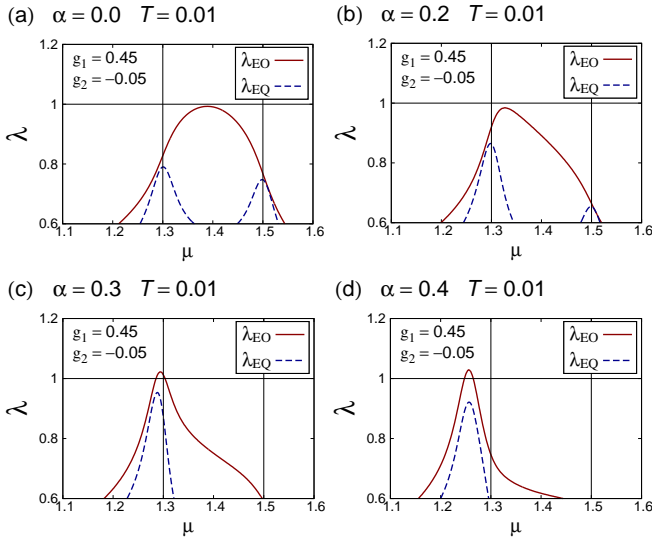 (a) α = 0.0 T = 0.01
g₁ = 0.45
g₂ = −0.05
λEO
λEQ
1.2
1
0.8
0.6
λ
1.1 1.2 1.3 1.4 1.5 1.6
μ
(b) α = 0.2 T = 0.01
g₁ = 0.45
g₂ = −0.05
λEO
λEQ
1.2
1
0.8
0.6
λ
1.1 1.2 1.3 1.4 1.5 1.6
μ
(c) α = 0.3 T = 0.01
g₁ = 0.45
g₂ = −0.05
λEO
λEQ
1.2
1
0.8
0.6
λ
1.1 1.2 1.3 1.4 1.5 1.6
μ
(d) α = 0.4 T = 0.01
g₁ = 0.45
g₂ = −0.05
λEO
λEQ
1.2
1
0.8
0.6
λ
1.1 1.2 1.3 1.4 1.5 1.6
μ